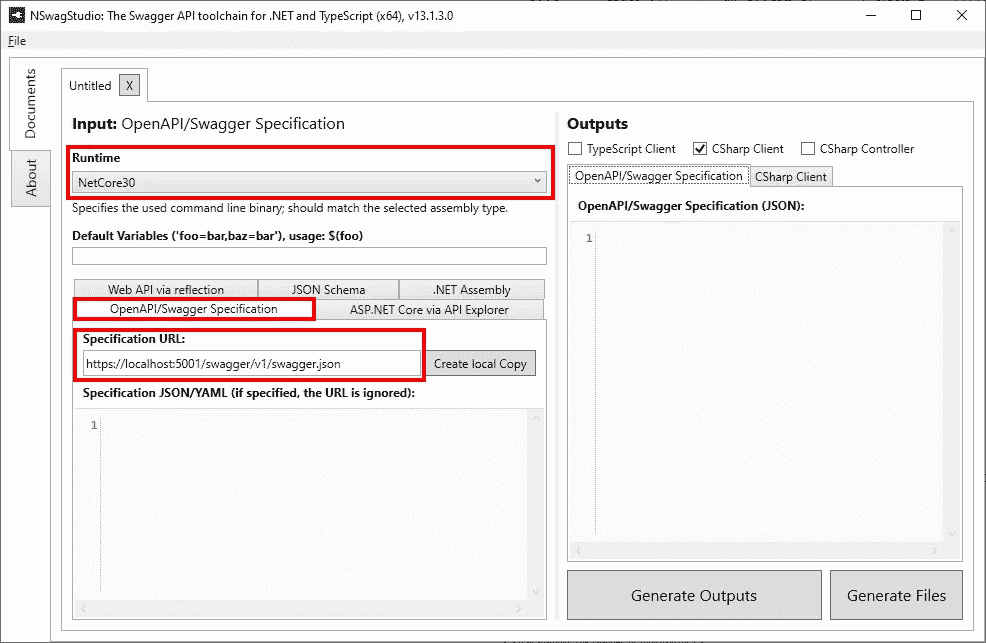 NSwagStudio: The Swagger API toolchain for .NET and TypeScript (x64), v13.1.3.0
File
Documents
About
Untitled X
Input: OpenAPI/Swagger Specification
Runtime
NetCore30
Specifies the used command line binary; should match the selected assembly type.
Default Variables ('foo=bar,baz=bar'), usage: $(foo)
Web API via reflection JSON Schema .NET Assembly
OpenAPI/Swagger Specification ASP.NET Core via API Explorer
Specification URL:
https://localhost:5001/swagger/v1/swagger.json Create local Copy
Specification JSON/YAML (if specified, the URL is ignored):
1
Outputs
TypeScript Client CSharp Client CSharp Controller
OpenAPI/Swagger Specification CSharp Client
OpenAPI/Swagger Specification (JSON):
1
Generate Outputs Generate Files